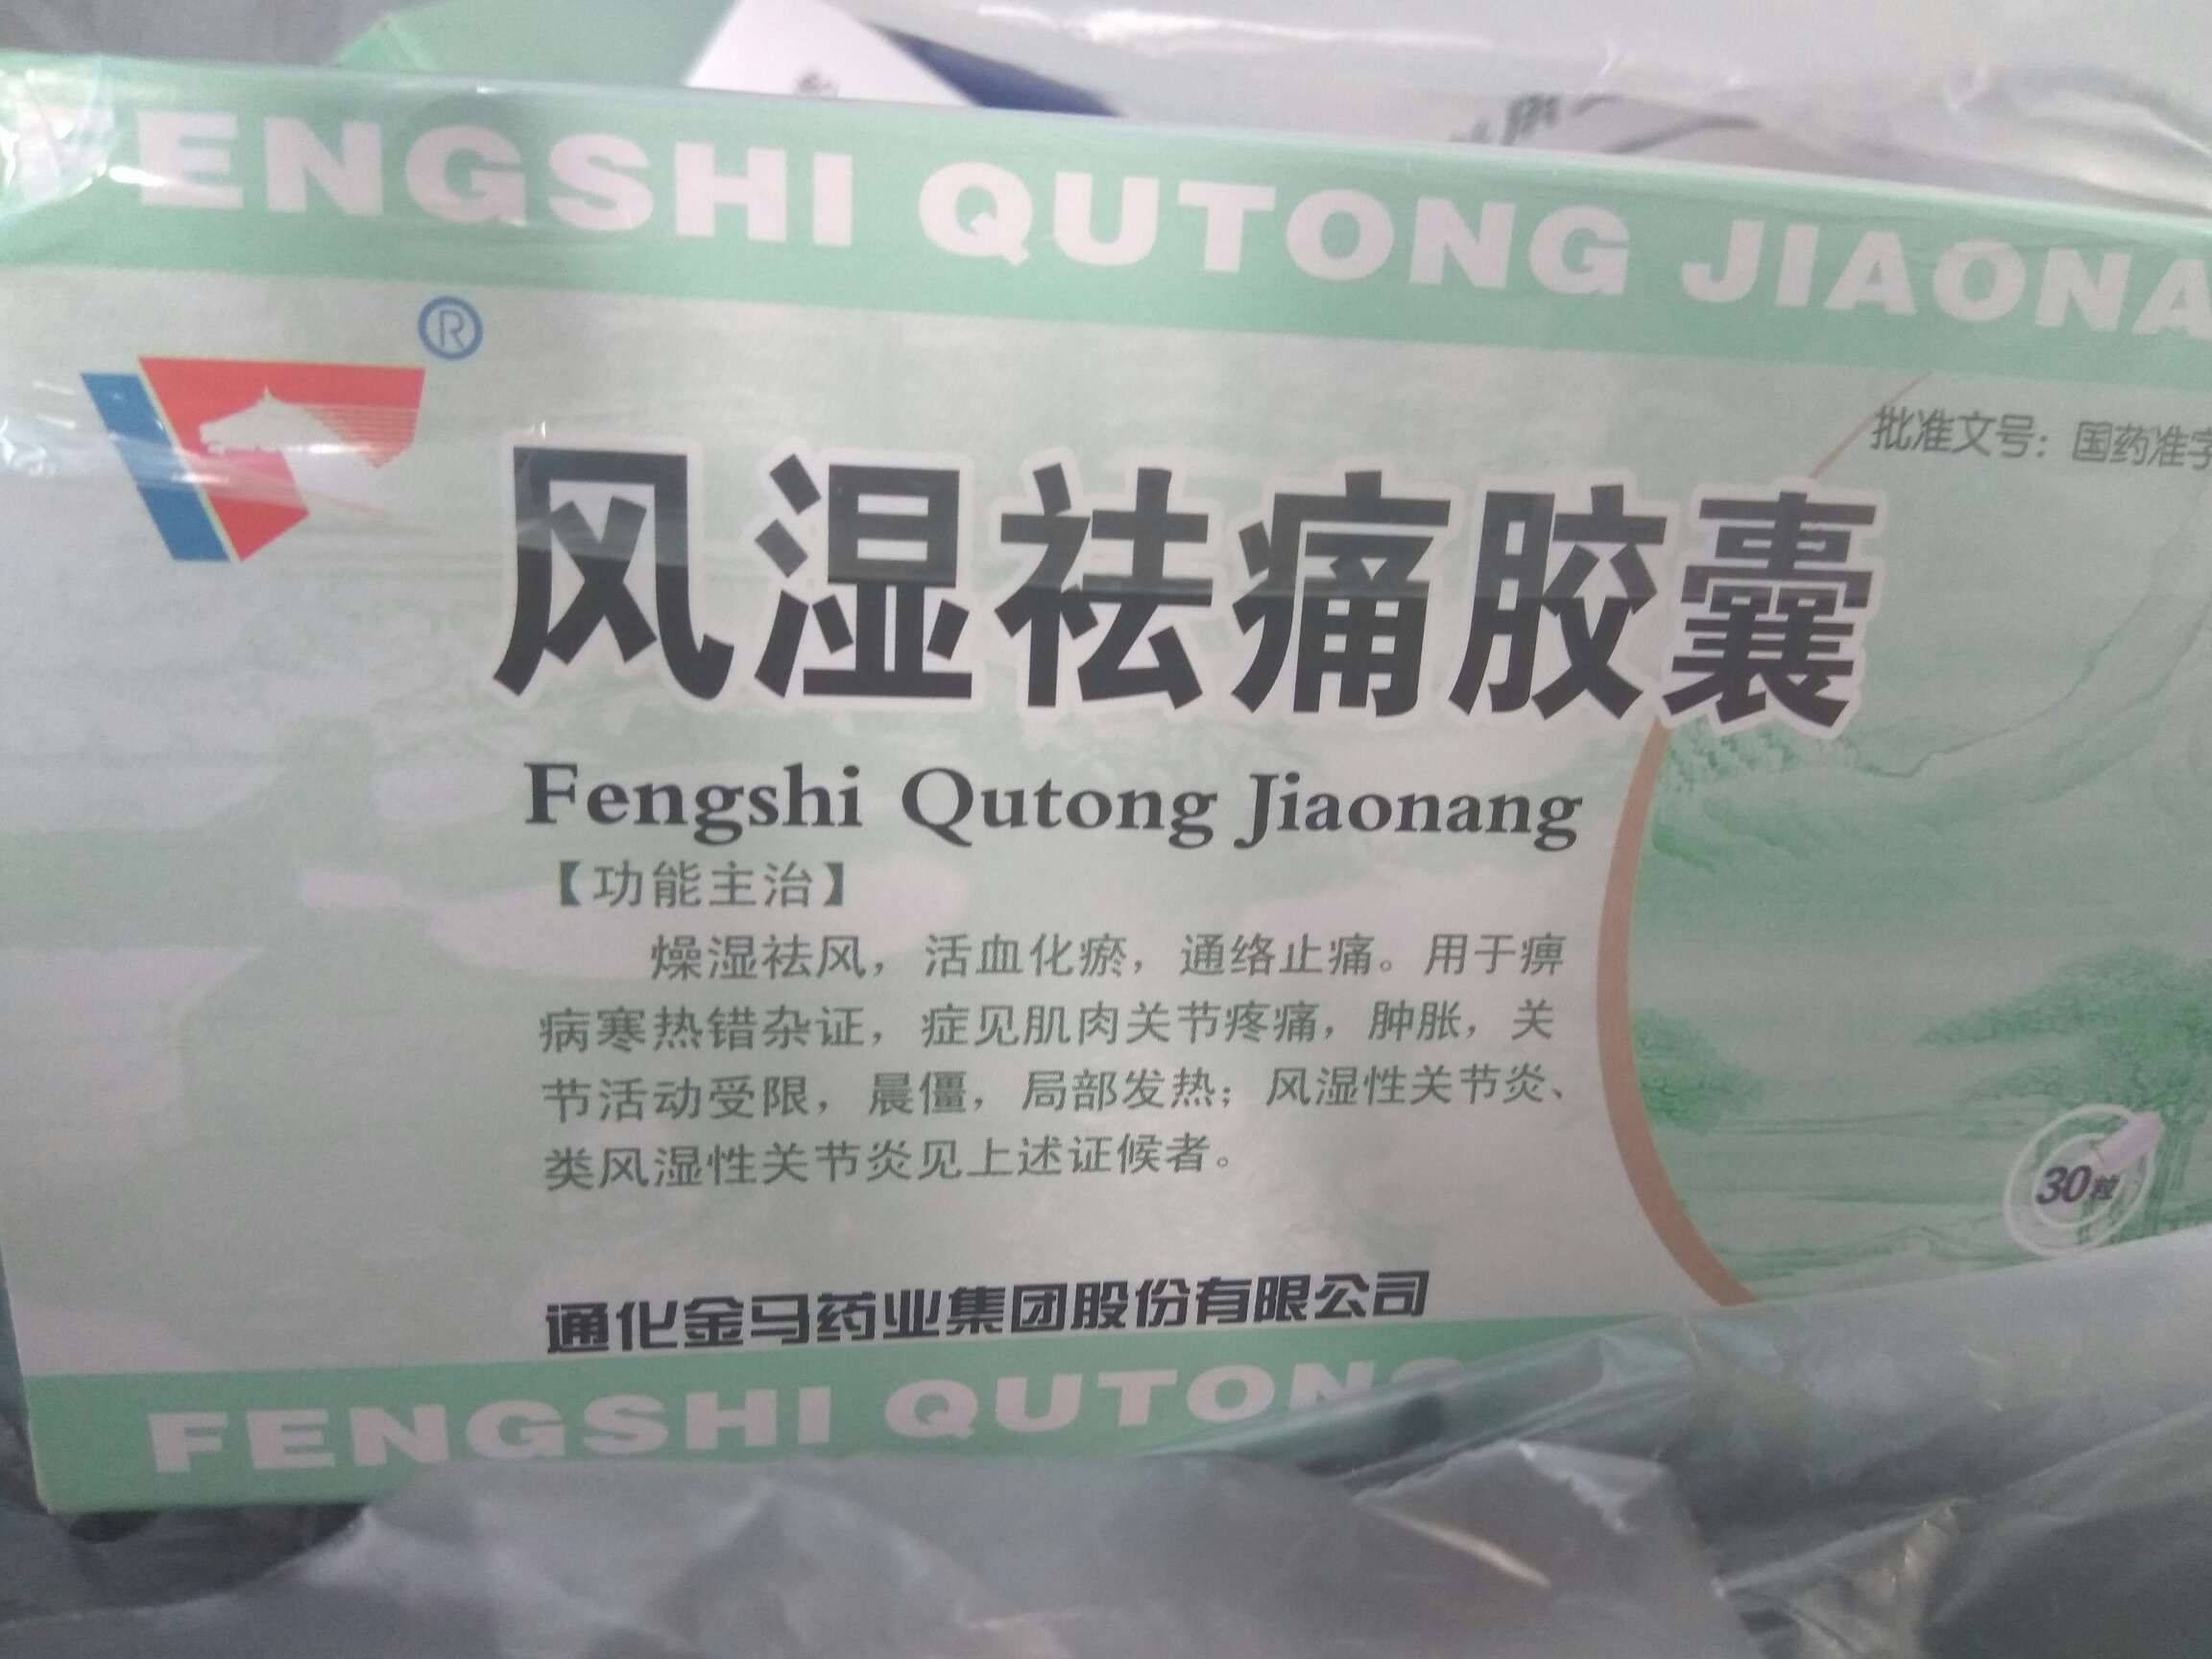 FENGSHI QUTONG JIAONA
®
批准文号：国药准字
风湿祛痛胶囊
Fengshi Qutong Jiaonang
【功能主治】
燥湿祛风，活血化瘀，通络止痛。用于痹
病寒热错杂证，症见肌肉关节疼痛，肿胀，关
节活动受限，晨僵，局部发热；风湿性关节炎、
类风湿性关节炎见上述证候者。
30粒
通化金马药业集团股份有限公司
FENGSHI QUTONG